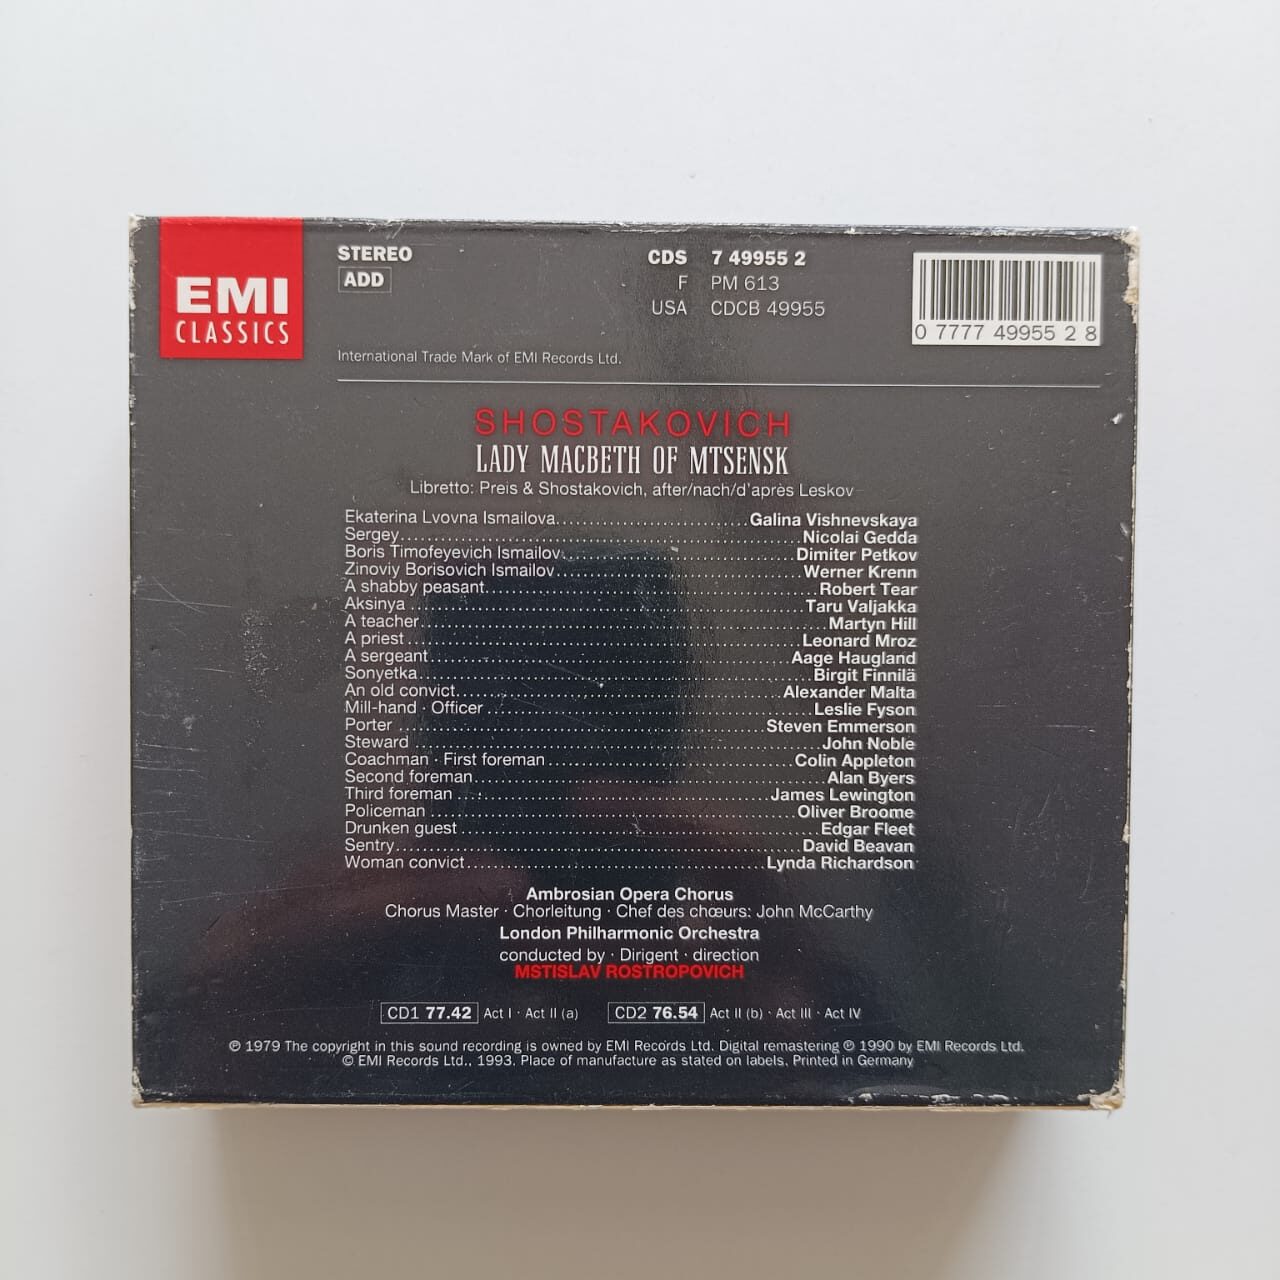 EMI
CLASSICS
STEREO
ADD
CDS 7 49955 2
F PM 613
USA CDCB 49955
0 7777 49955 2 8
International Trade Mark of EMI Records Ltd.
SHOSTAKOVICH
LADY MACBETH OF MTSENSK
Libretto: Preis & Shostakovich, after/nach/d'après Leskov
Ekaterina Lvovna Ismailova Galina Vishnevskaya
Sergey Nicolai Gedda
Boris Timofeyevich Ismailov Dimiter Petkov
Zinoviy Borisovich Ismailov Werner Krenn
A shabby peasant Robert Tear
Aksinya Taru Valjakka
A teacher Martyn Hill
A priest Leonard Mroz
A sergeant Aage Haugland
Sonyetka Birgit Finnilä
An old convict Alexander Malta
Mill-hand · Officer Leslie Fyson
Porter Steven Emmerson
Steward John Noble
Coachman · First foreman Colin Appleton
Second foreman Alan Byers
Third foreman James Lewington
Policeman Oliver Broome
Drunken guest Edgar Fleet
Sentry David Beavan
Woman convict Lynda Richardson
Ambrosian Opera Chorus
Chorus Master · Chorleitung · Chef des chœurs: John McCarthy
London Philharmonic Orchestra
conducted by · Dirigent · direction
MSTISLAV ROSTROPOVICH
CD1 77.42 Act I · Act II (a) CD2 76.54 Act II (b) · Act III · Act IV
℗ 1979 The copyright in this sound recording is owned by EMI Records Ltd. Digital remastering ℗ 1990 by EMI Records Ltd.
© EMI Records Ltd., 1993. Place of manufacture as stated on labels. Printed in Germany